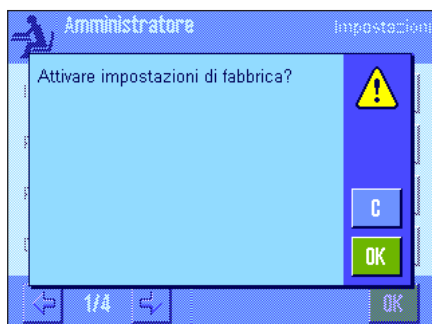 Amministratore
Impostazioni
Attivare impostazioni di fabbrica?
C
OK
1/4
OK